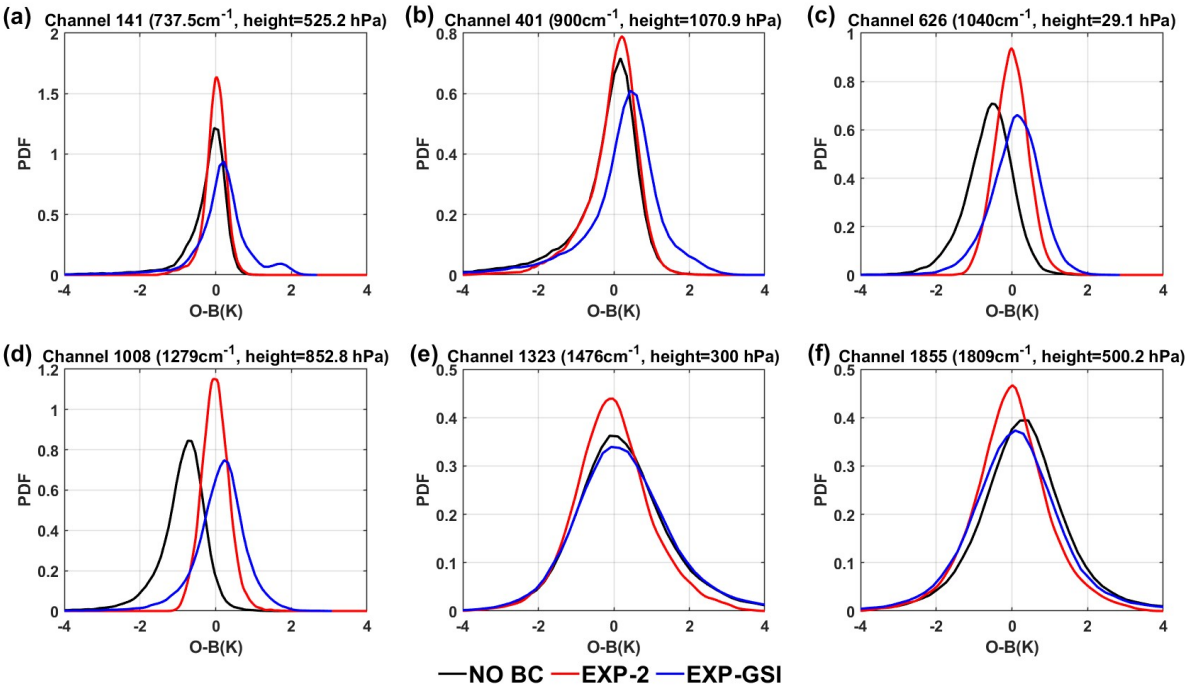 (a) Channel 141 (737.5cm⁻¹, height=525.2 hPa)
2
1.5
1
0.5
0
PDF
-4 -2 0 2 4
O-B(K)
(b) Channel 401 (900cm⁻¹, height=1070.9 hPa)
0.8
0.6
0.4
0.2
0
PDF
-4 -2 0 2 4
O-B(K)
(c) Channel 626 (1040cm⁻¹, height=29.1 hPa)
1
0.8
0.6
0.4
0.2
0
PDF
-4 -2 0 2 4
O-B(K)
(d) Channel 1008 (1279cm⁻¹, height=852.8 hPa)
1.2
1
0.8
0.6
0.4
0.2
0
PDF
-4 -2 0 2 4
O-B(K)
(e) Channel 1323 (1476cm⁻¹, height=300 hPa)
0.5
0.4
0.3
0.2
0.1
0
PDF
-4 -2 0 2 4
O-B(K)
(f) Channel 1855 (1809cm⁻¹, height=500.2 hPa)
0.5
0.4
0.3
0.2
0.1
0
PDF
-4 -2 0 2 4
O-B(K)
NO BC EXP-2 EXP-GSI